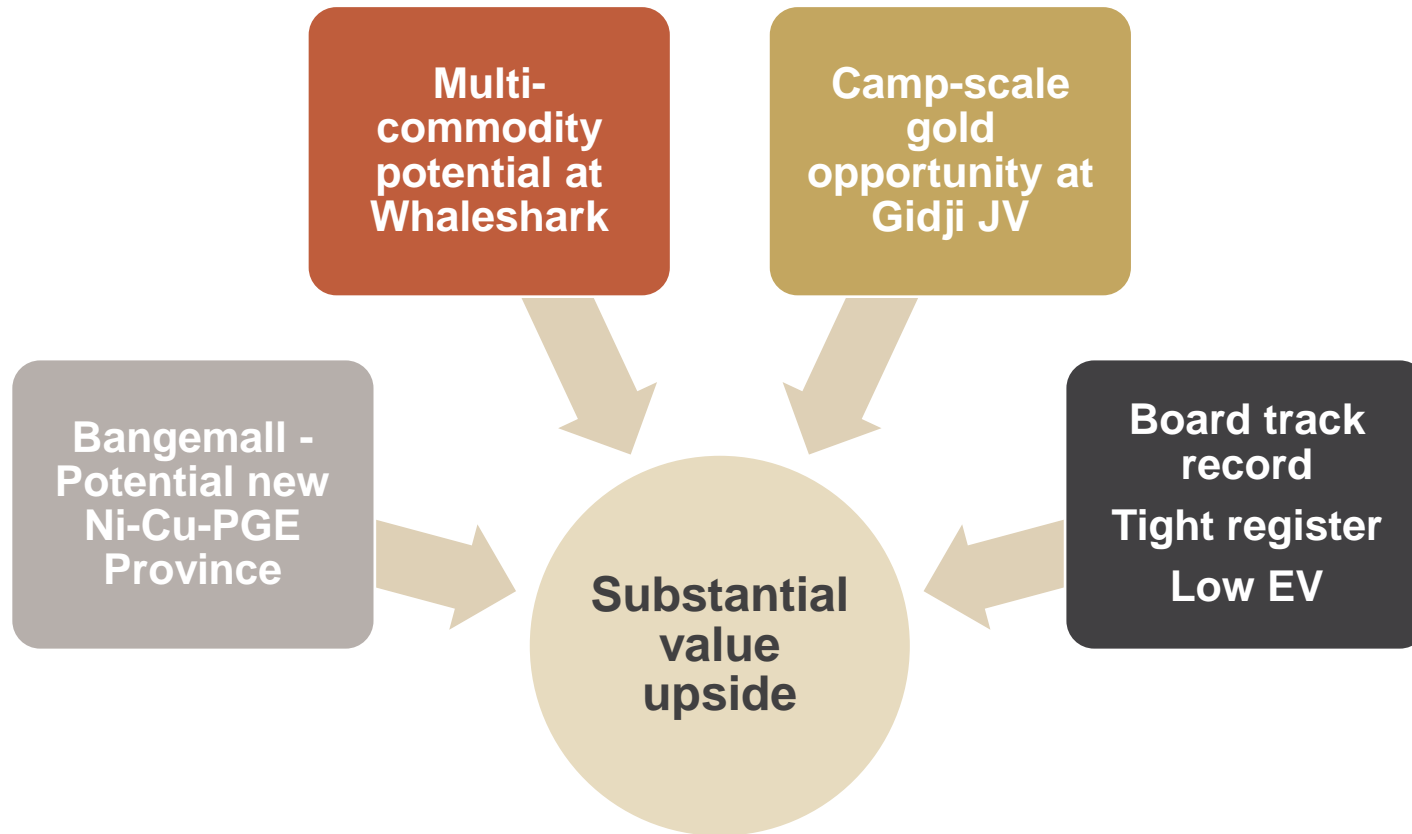 Multi-
commodity
potential at
Whaleshark
Camp-scale
gold
opportunity at
Gidji JV
Bangemall -
Potential new
Ni-Cu-PGE
Province
Board track
record
Tight register
Low EV
Substantial
value
upside